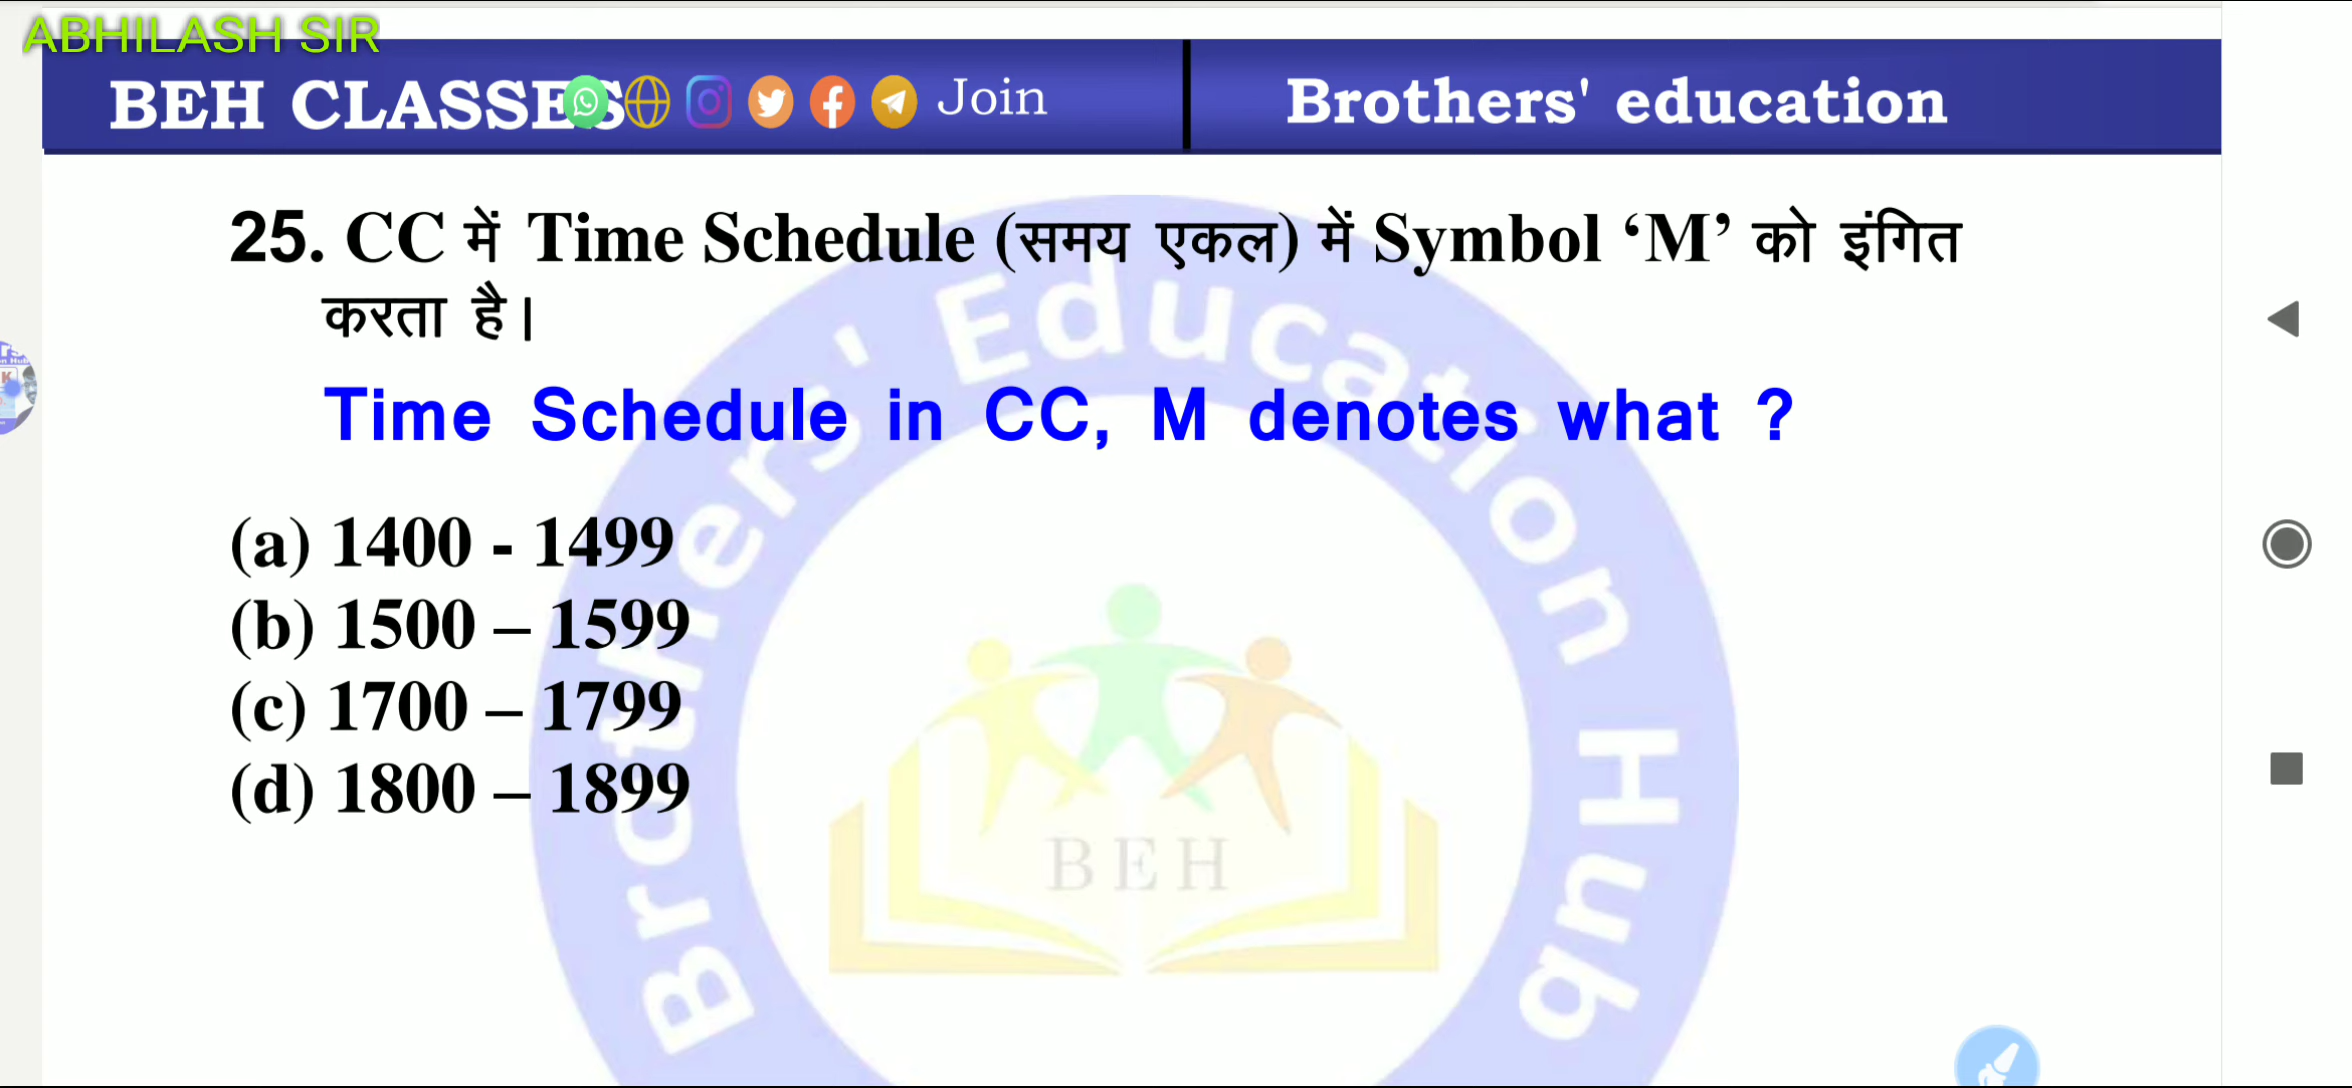 ABHILASH SIR
BEH CLASSES Join Brothers' education
25. CC में Time Schedule (समय एकल) में Symbol ‘M’ को इंगित
करता है।
Time Schedule in CC, M denotes what ?
(a) 1400 - 1499
(b) 1500 – 1599
(c) 1700 – 1799
(d) 1800 – 1899
Brothers' Education Hub
BEH